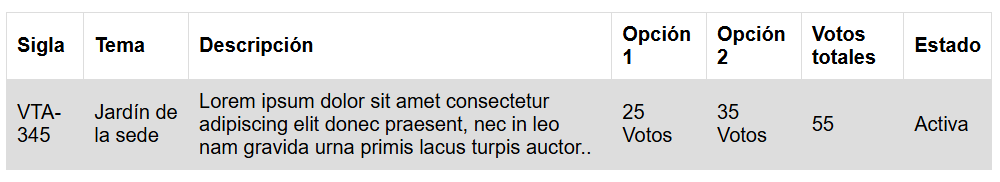 Sigla Tema Descripción Opción 1 Opción 2 Votos totales Estado
VTA-345 Jardín de la sede Lorem ipsum dolor sit amet consectetur adipiscing elit donec praesent, nec in leo nam gravida urna primis lacus turpis auctor.. 25 Votos 35 Votos 55 Activa